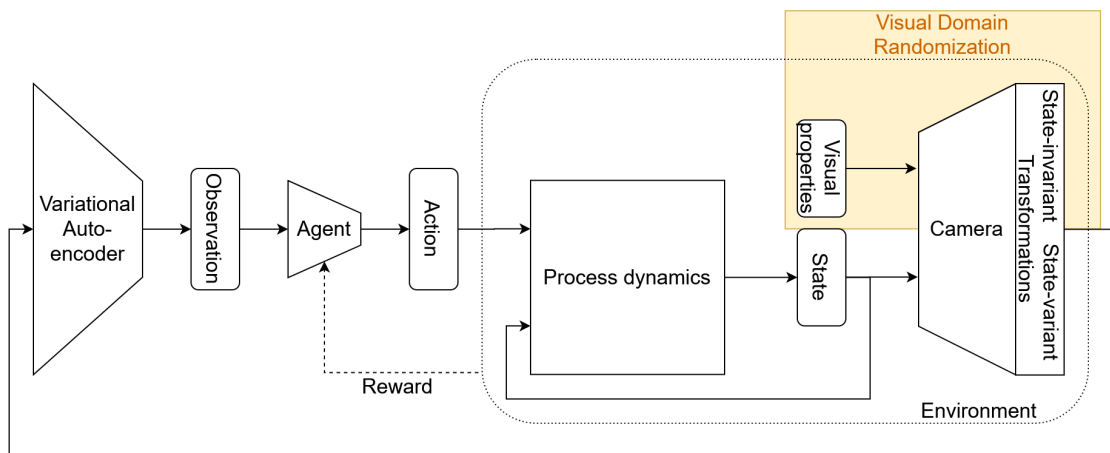 Visual Domain
Randomization
Variational
Auto-
encoder
Observation
Agent
Action
Process dynamics
Visual
properties
State
Camera
State-invariant State-variant
Transformations
Reward
Environment